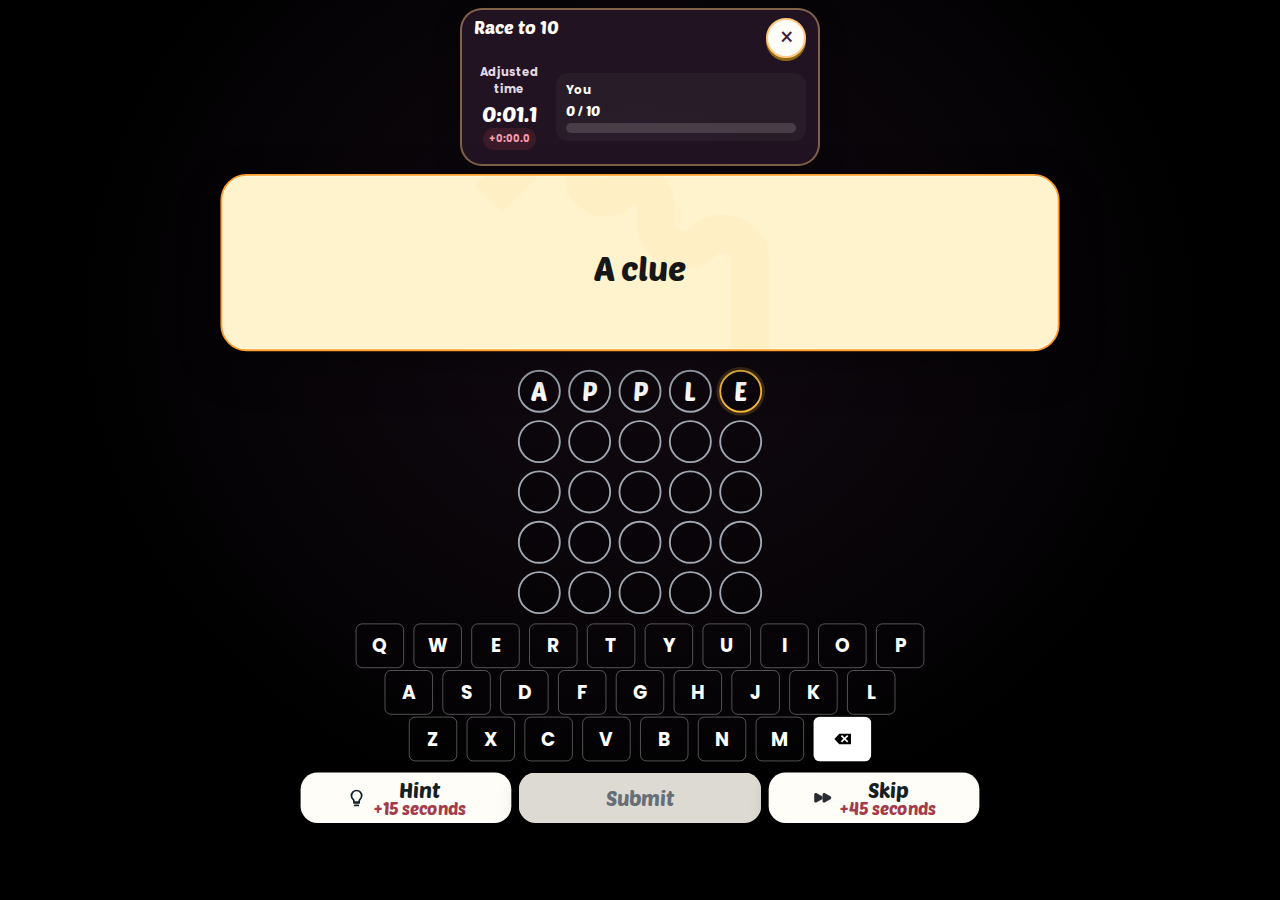 Race to 10
×
Adjusted
time
0:01.1
+0:00.0
You
0 / 10
A clue
A P P L E
Q W E R T Y U I O P
A S D F G H J K L
Z X C V B N M
Hint
+15 seconds
Submit
Skip
+45 seconds